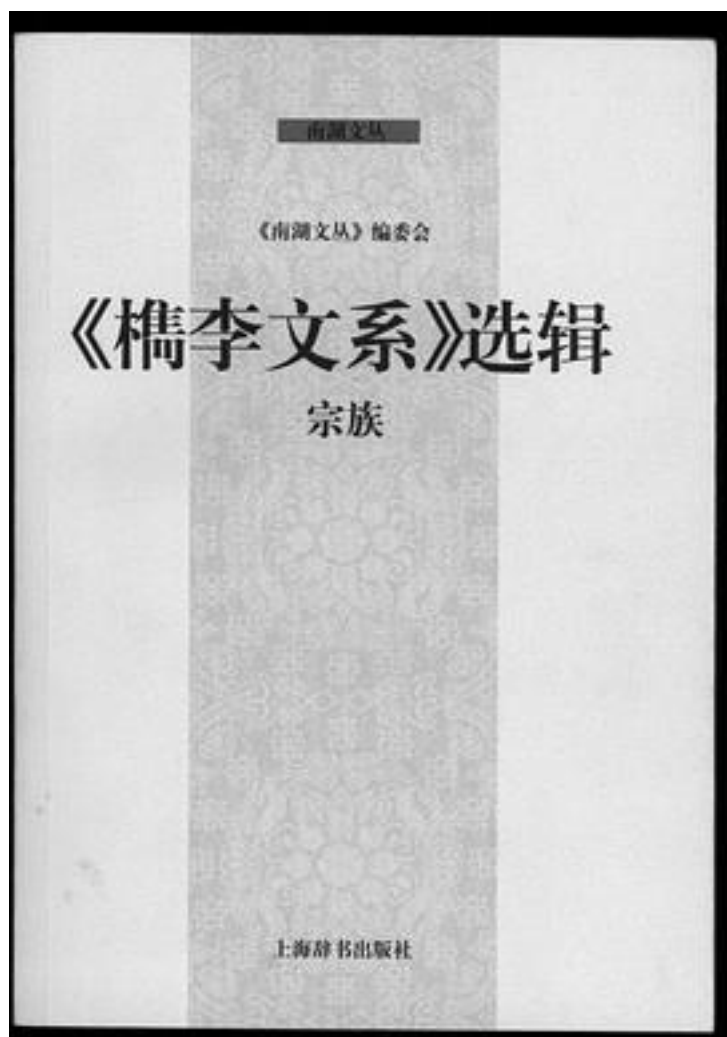 南湖文丛
《南湖文丛》编委会
《檇李文系》选辑
宗族
上海辞书出版社